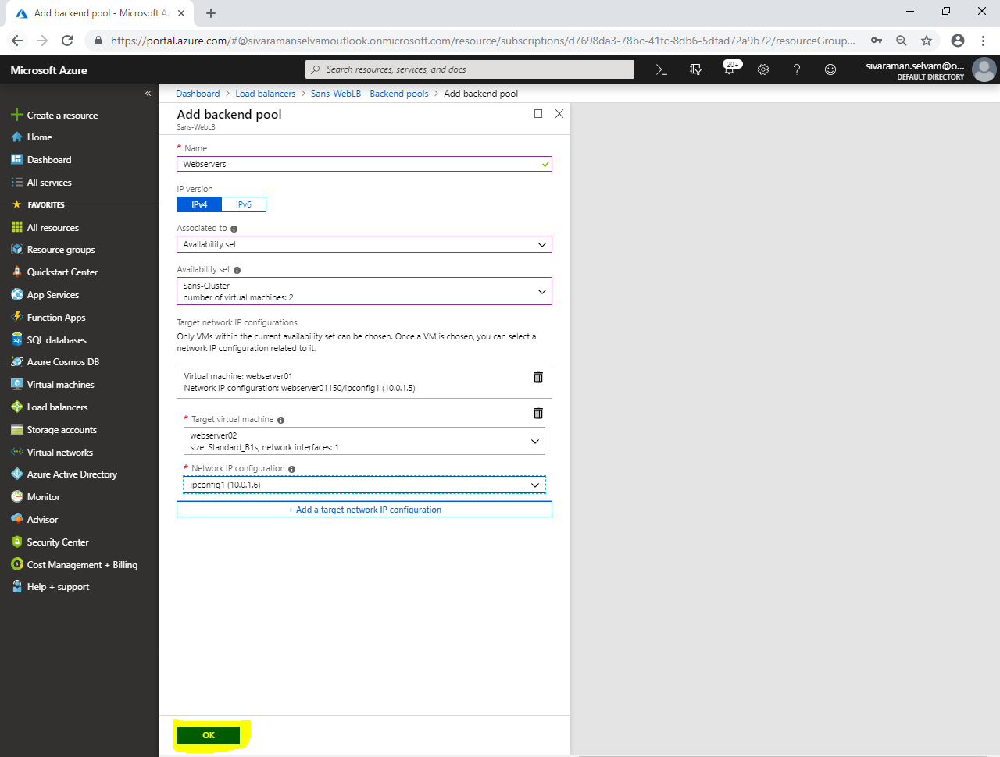 Add backend pool - Microsoft Az
https://portal.azure.com/#@sivaramanselvamoutlook.onmicrosoft.com/resource/subscriptions/d7698da3-78bc-41fc-8db6-5dfad72a9b72/resourceGroup...
Microsoft Azure
Search resources, services, and docs
20+
sivaraman.selvam@o...
DEFAULT DIRECTORY
Create a resource
Home
Dashboard
All services
FAVORITES
All resources
Resource groups
Quickstart Center
App Services
Function Apps
SQL databases
Azure Cosmos DB
Virtual machines
Load balancers
Storage accounts
Virtual networks
Azure Active Directory
Monitor
Advisor
Security Center
Cost Management + Billing
Help + support
Dashboard > Load balancers > Sans-WebLB - Backend pools > Add backend pool
Add backend pool
Sans-WebLB
* Name
Webservers
IP version
IPv4 IPv6
Associated to
Availability set
Availability set
Sans-Cluster
number of virtual machines: 2
Target network IP configurations
Only VMs within the current availability set can be chosen. Once a VM is chosen, you can select a
network IP configuration related to it.
Virtual machine: webserver01
Network IP configuration: webserver01150/ipconfig1 (10.0.1.5)
* Target virtual machine
webserver02
size: Standard_B1s, network interfaces: 1
* Network IP configuration
ipconfig1 (10.0.1.6)
+ Add a target network IP configuration
OK